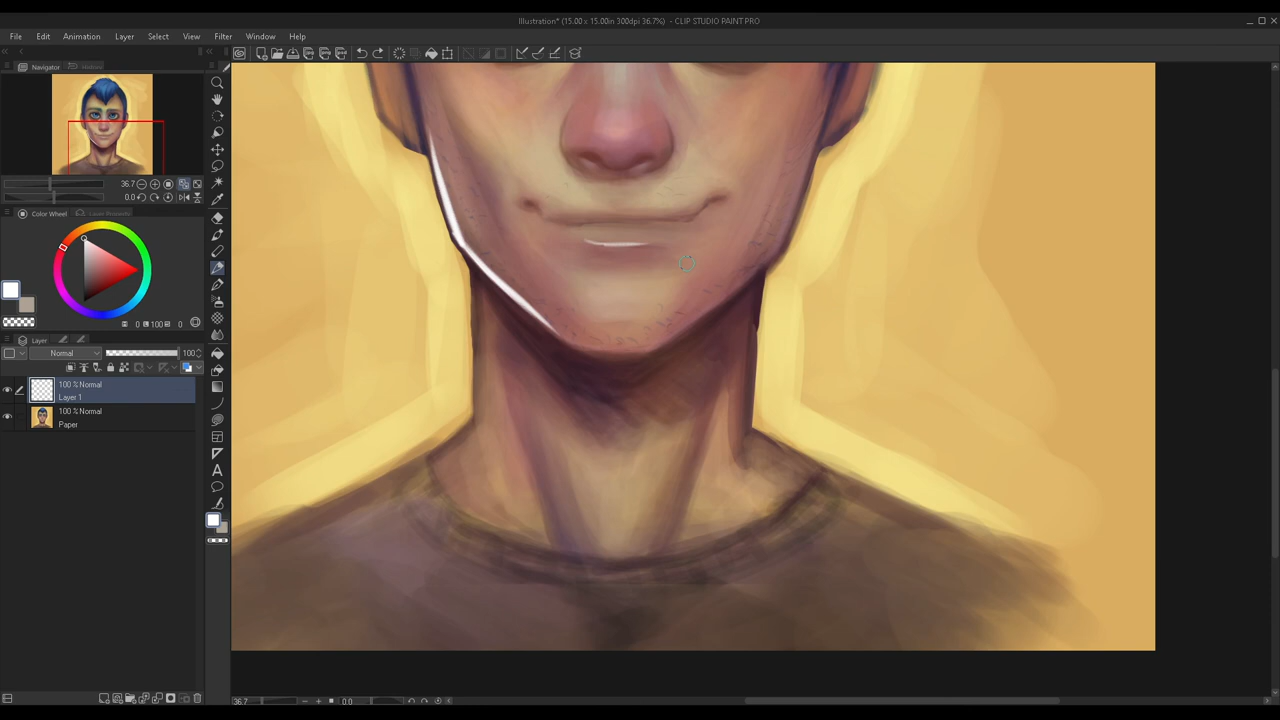 Illustration* (15.00 x 15.00in 300dpi 36.7%) - CLIP STUDIO PAINT PRO
File Edit Animation Layer Select View Filter Window Help
Navigator
36.7
0.0
Color Wheel Layer Property
0 100 0
Layer
Normal 100
100 % Normal
Layer 1
100 % Normal
Paper
36.7 0.0